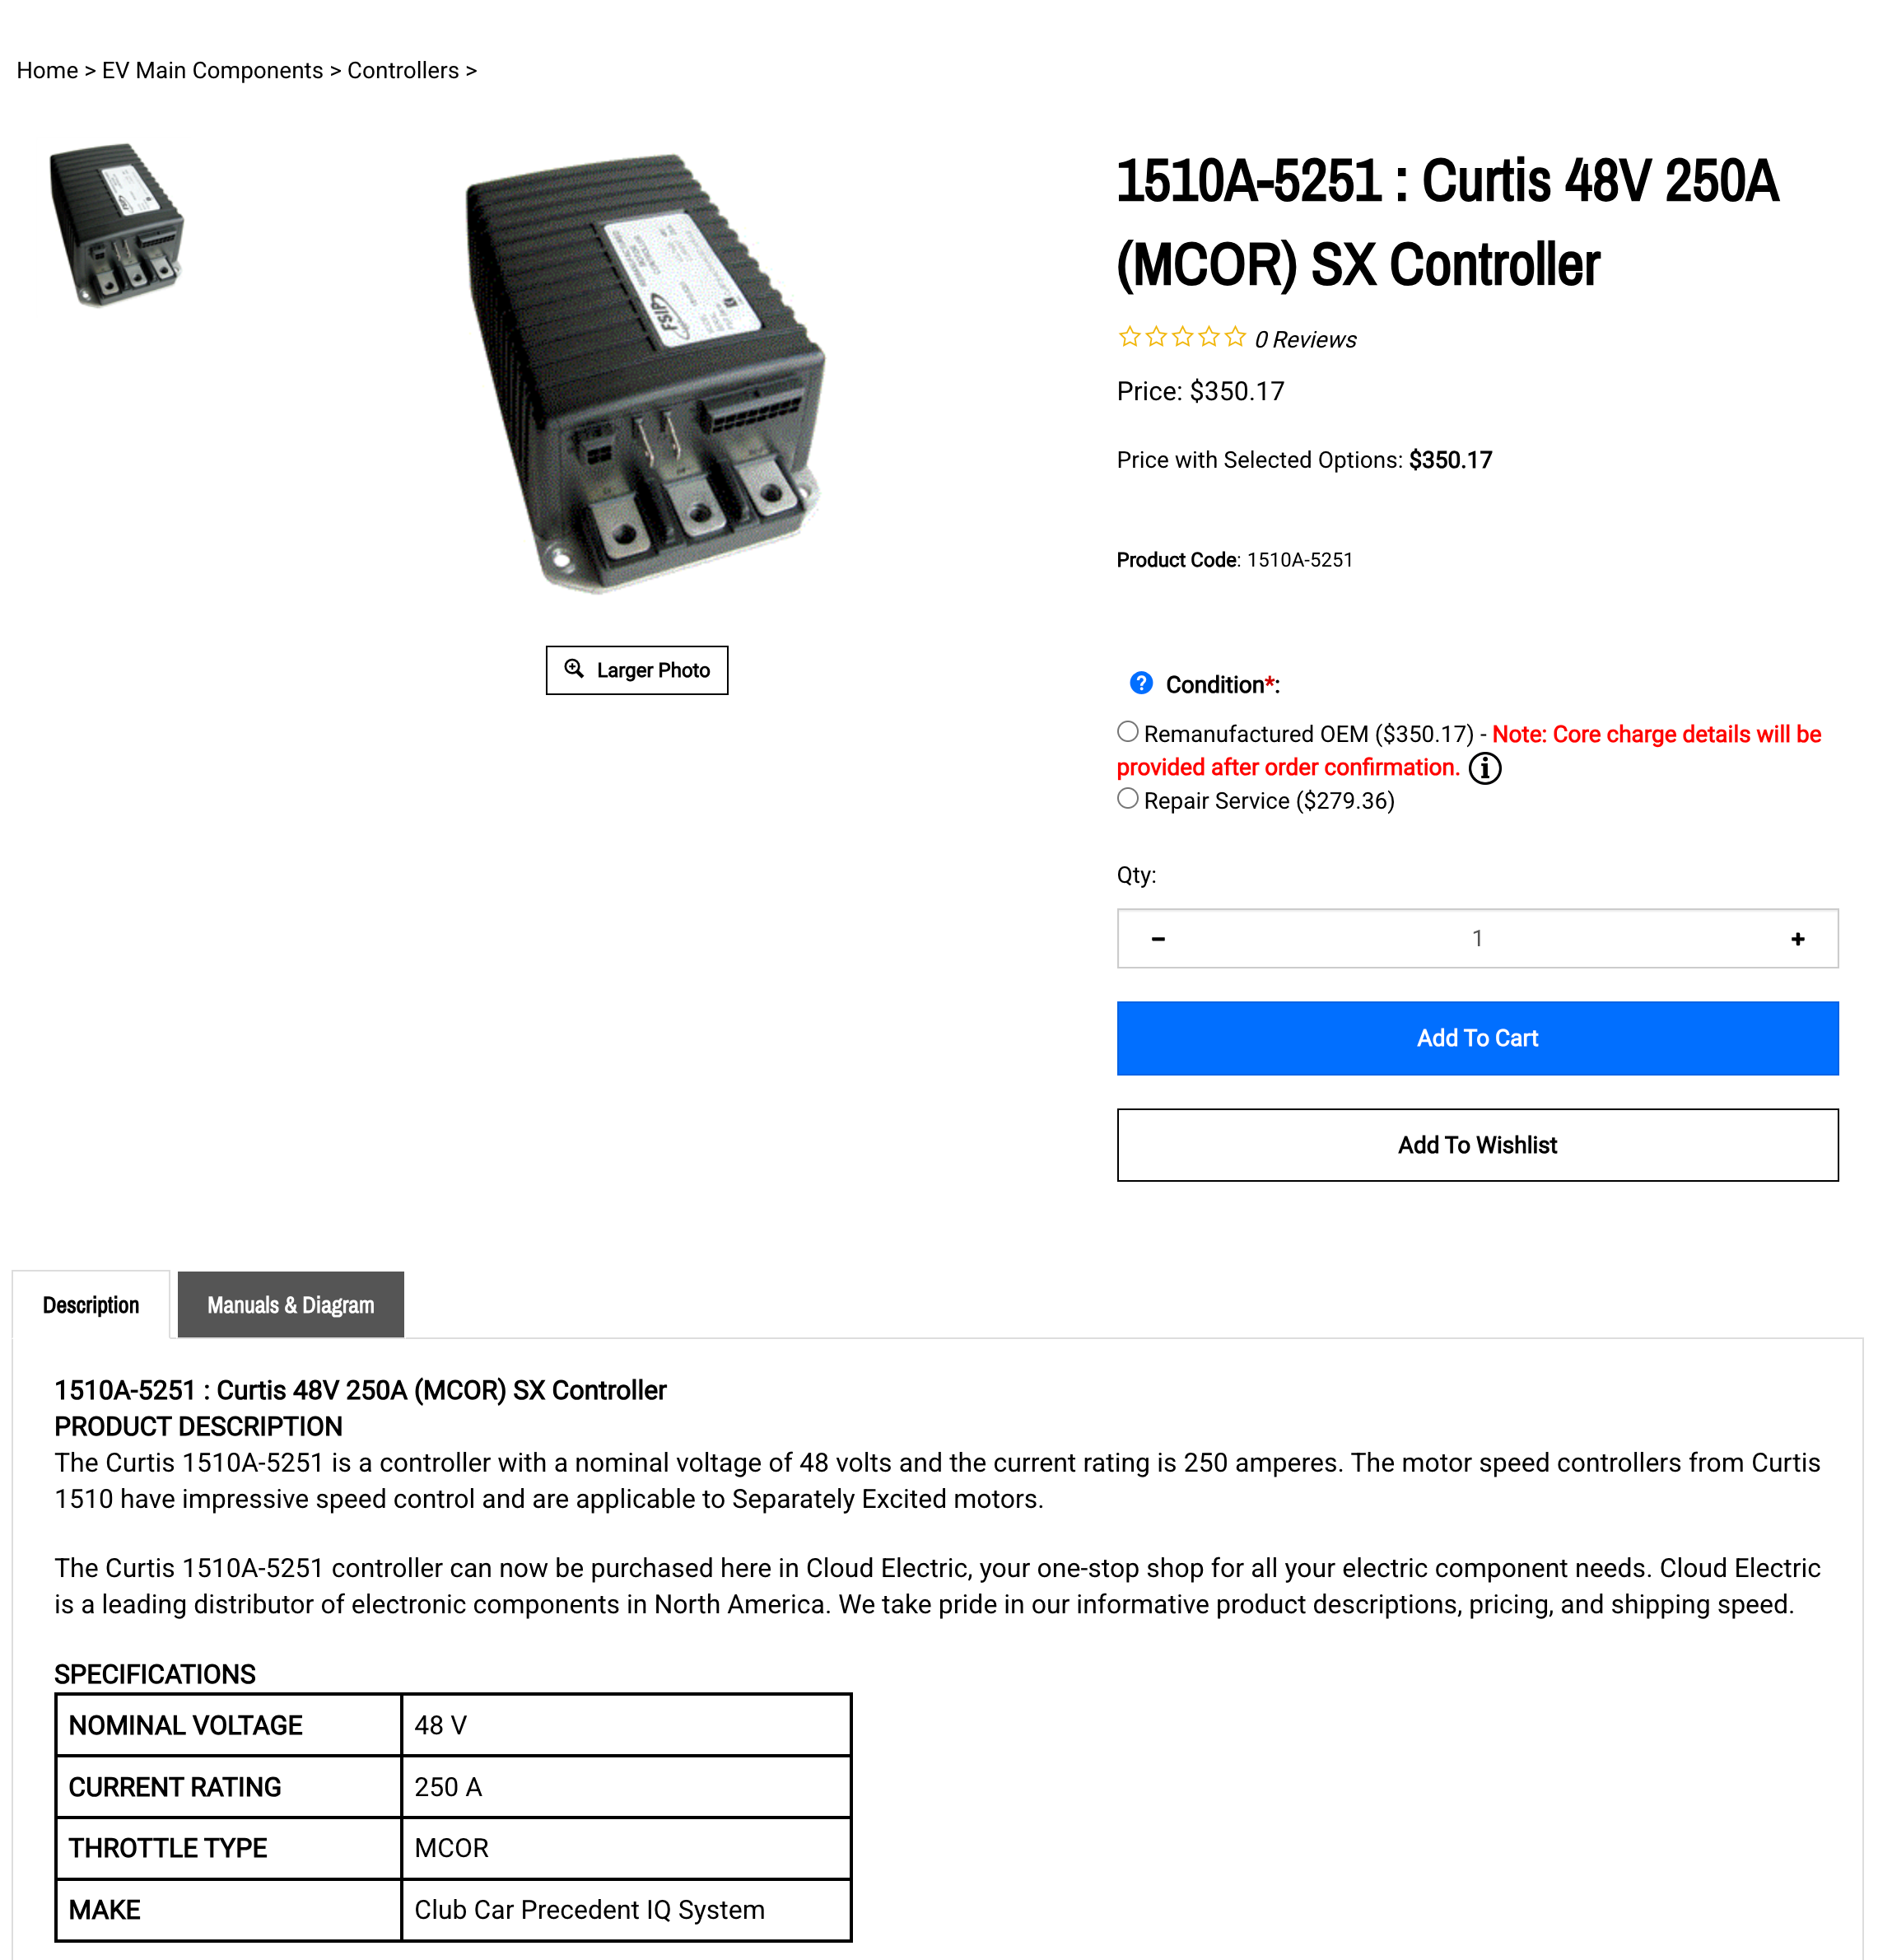 Home > EV Main Components > Controllers >
FSIP
1510A-5251 : Curtis 48V 250A
(MCOR) SX Controller
0 Reviews
Price: $350.17
Price with Selected Options: $350.17
Product Code: 1510A-5251
Larger Photo
? Condition*:
Remanufactured OEM ($350.17) - Note: Core charge details will be
provided after order confirmation. i
Repair Service ($279.36)
Qty:
− 1 +
Add To Cart
Add To Wishlist
Description Manuals & Diagram
1510A-5251 : Curtis 48V 250A (MCOR) SX Controller
PRODUCT DESCRIPTION
The Curtis 1510A-5251 is a controller with a nominal voltage of 48 volts and the current rating is 250 amperes. The motor speed controllers from Curtis
1510 have impressive speed control and are applicable to Separately Excited motors.
The Curtis 1510A-5251 controller can now be purchased here in Cloud Electric, your one-stop shop for all your electric component needs. Cloud Electric
is a leading distributor of electronic components in North America. We take pride in our informative product descriptions, pricing, and shipping speed.
SPECIFICATIONS
NOMINAL VOLTAGE 48 V
CURRENT RATING 250 A
THROTTLE TYPE MCOR
MAKE Club Car Precedent IQ System